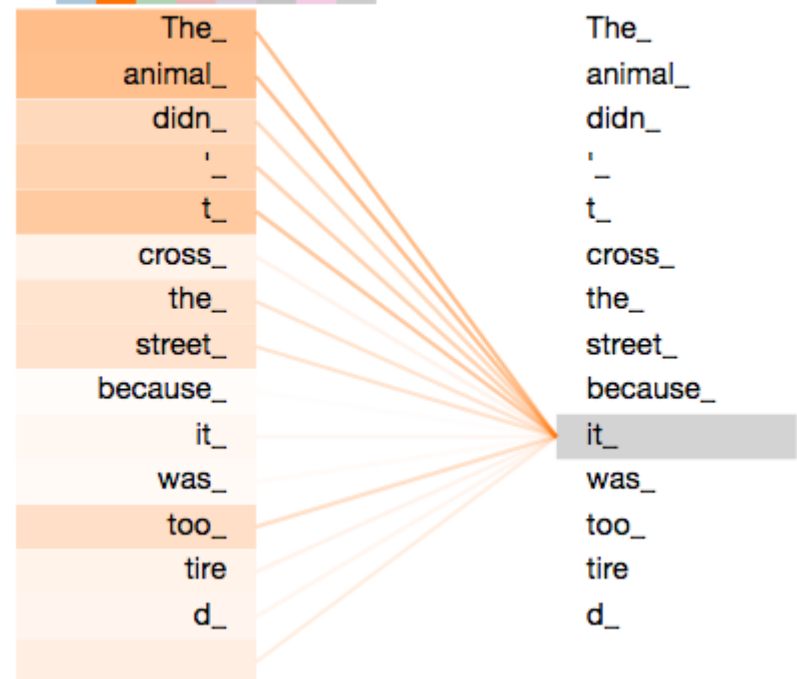 The_ The_
animal_ animal_
didn_ didn_
'_ '_
t_ t_
cross_ cross_
the_ the_
street_ street_
because_ because_
it_ it_
was_ was_
too_ too_
tire tire
d_ d_